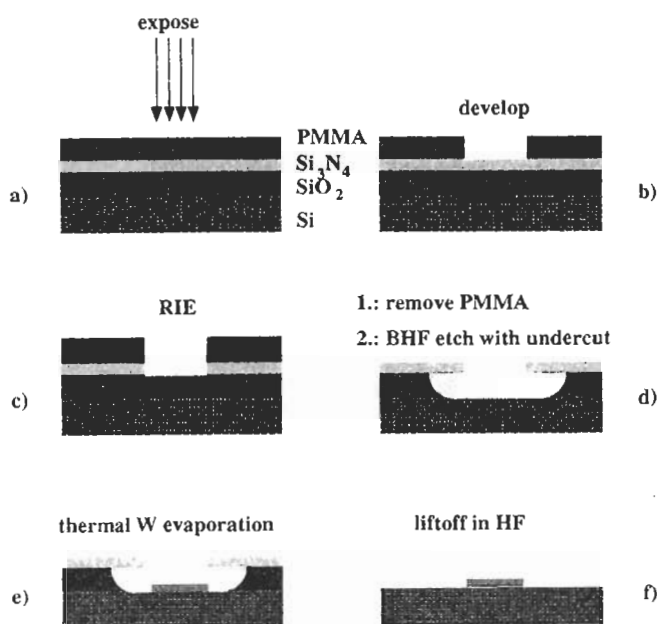 expose
PMMA
Si3N4
SiO2
Si
a)
develop
b)
RIE
c)
1.: remove PMMA
2.: BHF etch with undercut
d)
thermal W evaporation
e)
liftoff in HF
f)